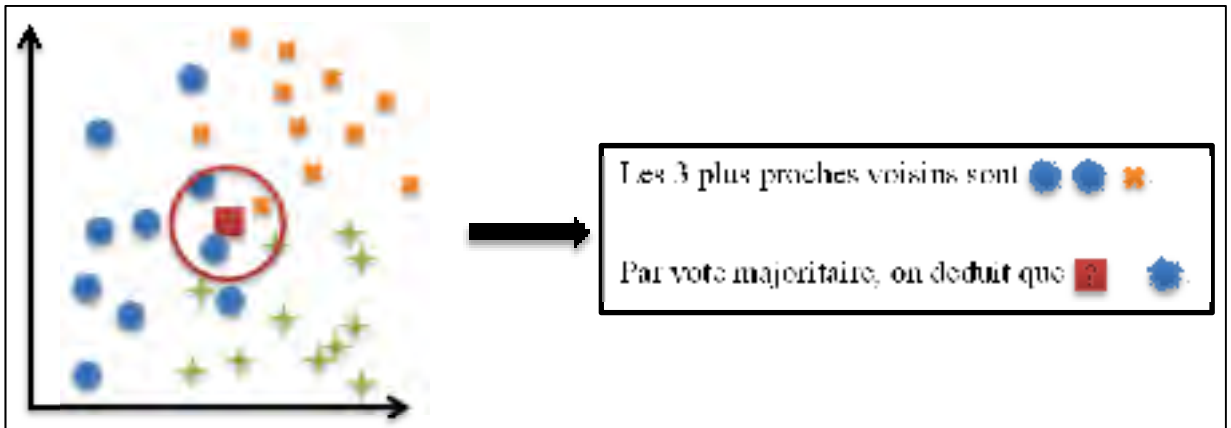 Les 3 plus proches voisins sont .
Par vote majoritaire, on deduit que ? .